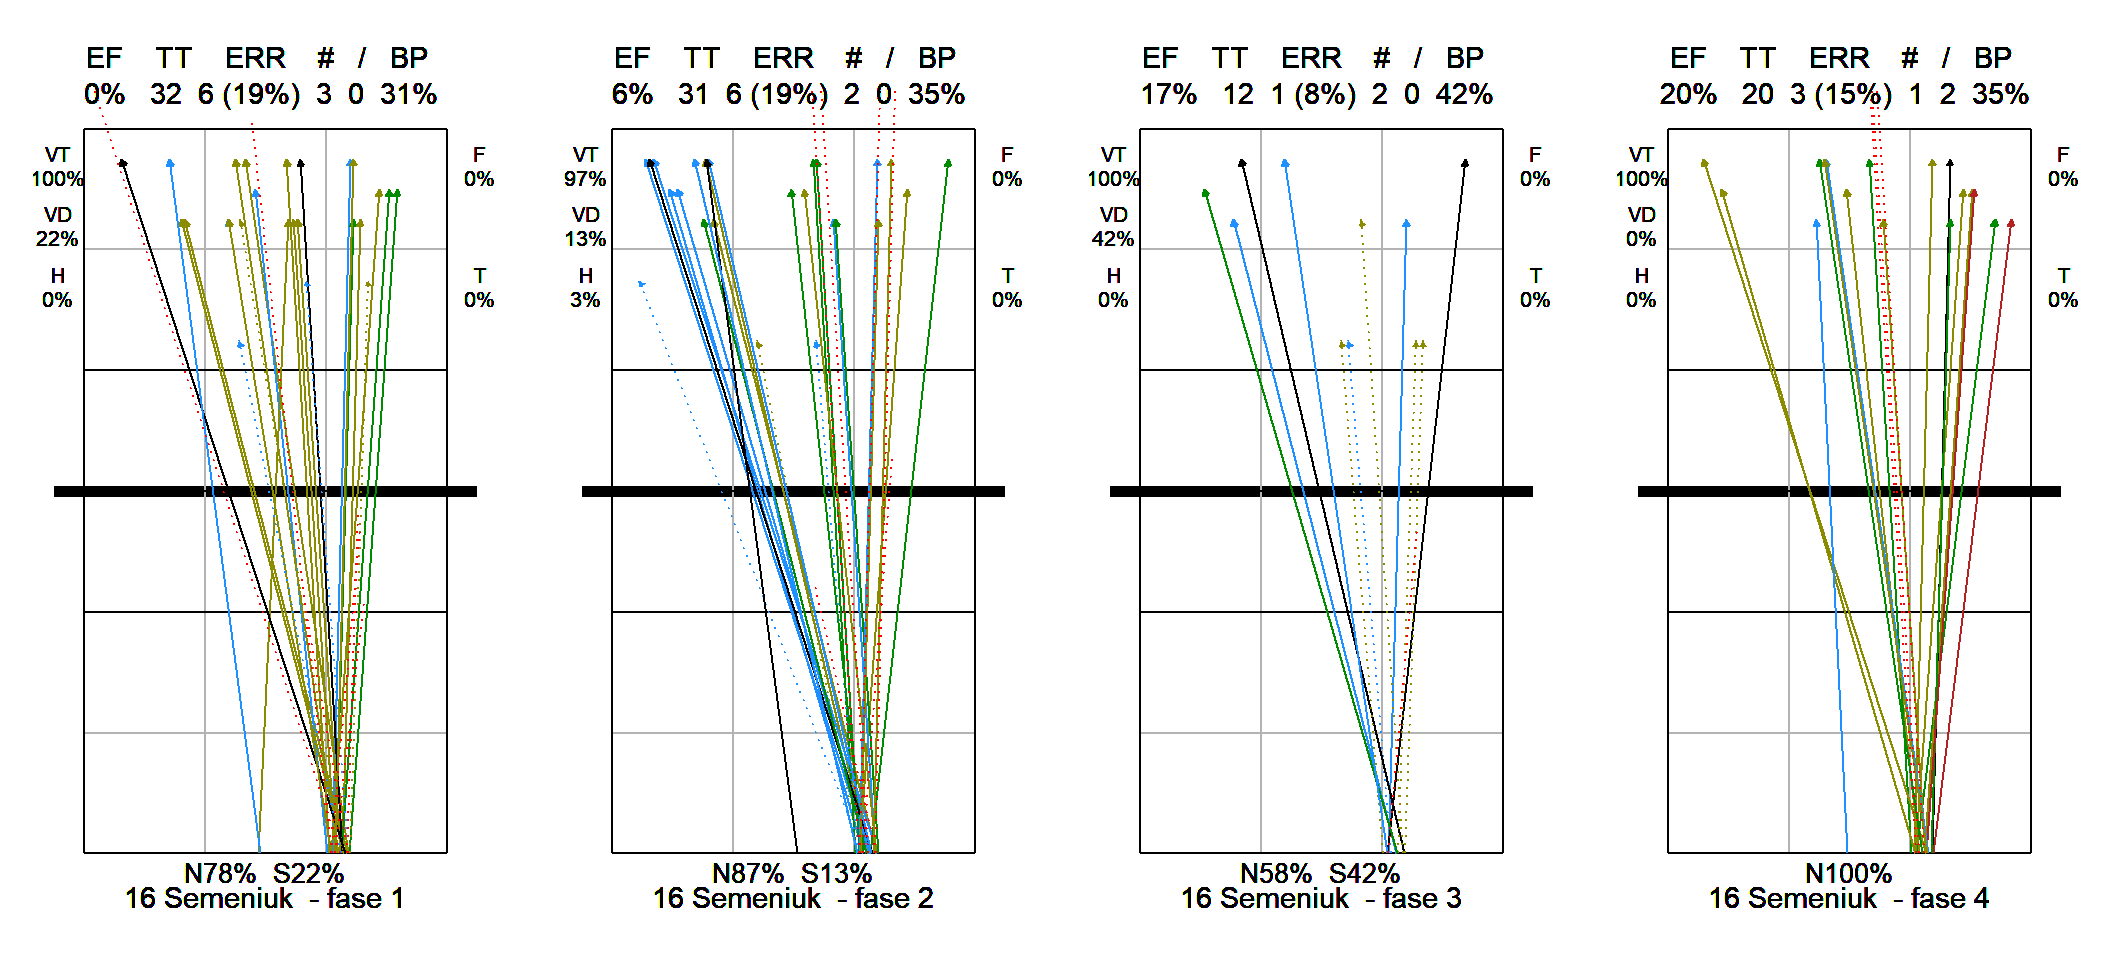 EF TT ERR # / BP
0% 32 6 (19%) 3 0 31%
VT
100%
VD
22%
H
0%
F
0%
T
0%
N78% S22%
16 Semeniuk - fase 1
EF TT ERR # / BP
6% 31 6 (19%) 2 0 35%
VT
97%
VD
13%
H
3%
F
0%
T
0%
N87% S13%
16 Semeniuk - fase 2
EF TT ERR # / BP
17% 12 1 (8%) 2 0 42%
VT
100%
VD
42%
H
0%
F
0%
T
0%
N58% S42%
16 Semeniuk - fase 3
EF TT ERR # / BP
20% 20 3 (15%) 1 2 35%
VT
100%
VD
0%
H
0%
F
0%
T
0%
N100%
16 Semeniuk - fase 4